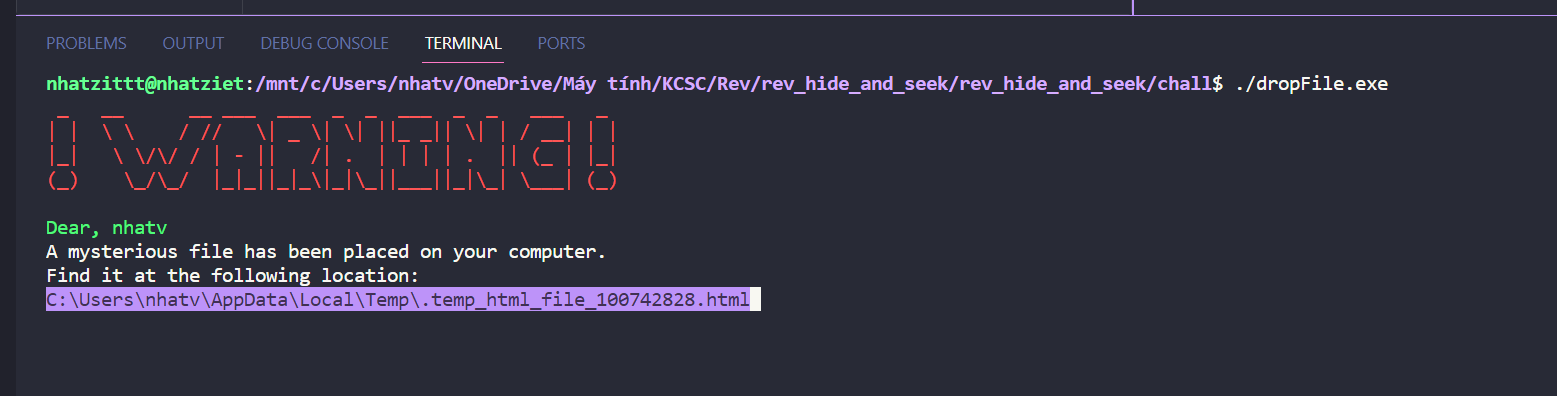 PROBLEMS OUTPUT DEBUG CONSOLE TERMINAL PORTS
nhatzittt@nhatziet:/mnt/c/Users/nhatv/OneDrive/Máy tính/KCSC/Rev/rev_hide_and_seek/rev_hide_and_seek/chall$ ./dropFile.exe
! WARNING !
Dear, nhatv
A mysterious file has been placed on your computer.
Find it at the following location:
C:\Users\nhatv\AppData\Local\Temp\.temp_html_file_100742828.html